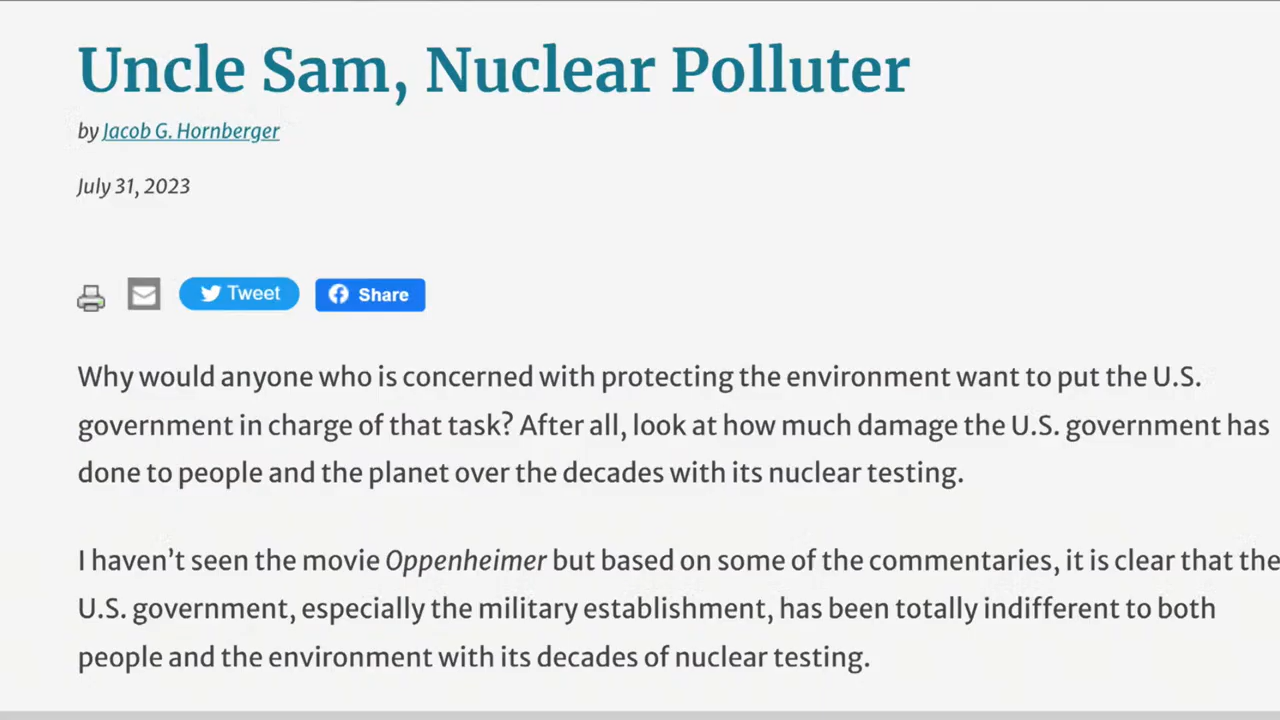 Uncle Sam, Nuclear Polluter
by Jacob G. Hornberger
July 31, 2023
Tweet
Share
Why would anyone who is concerned with protecting the environment want to put the U.S.
government in charge of that task? After all, look at how much damage the U.S. government has
done to people and the planet over the decades with its nuclear testing.
I haven’t seen the movie Oppenheimer but based on some of the commentaries, it is clear that the
U.S. government, especially the military establishment, has been totally indifferent to both
people and the environment with its decades of nuclear testing.